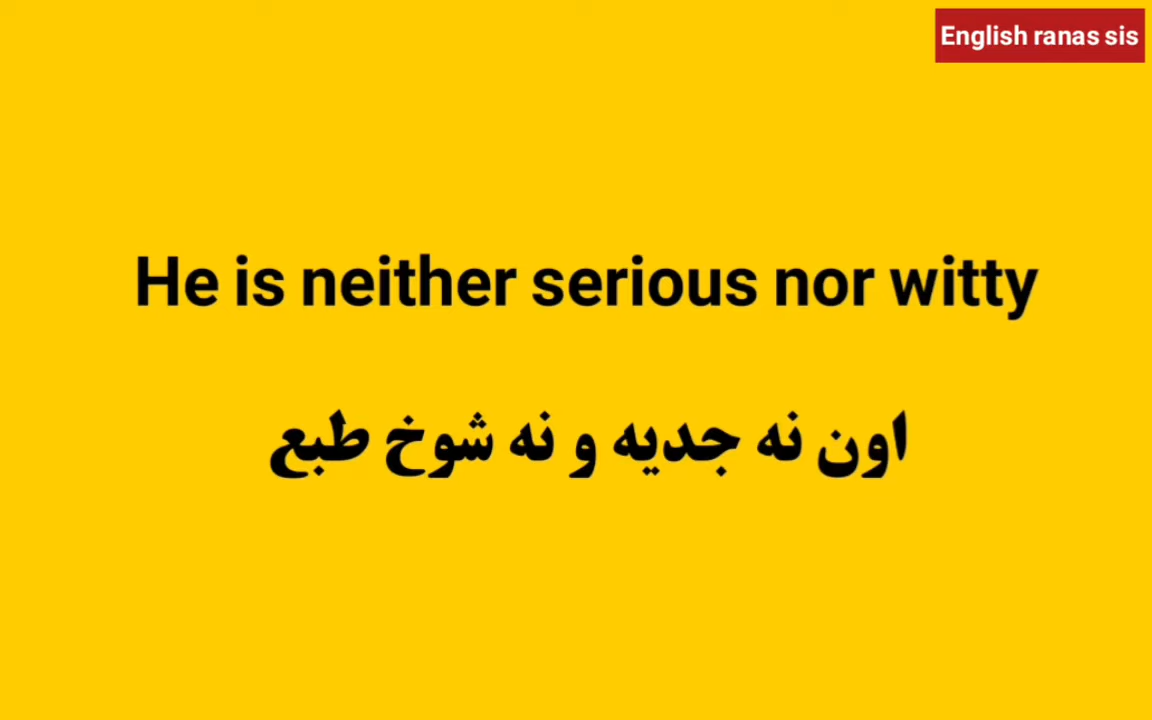 English ranas sis
He is neither serious nor witty
اون نه جدیه و نه شوخ طبع